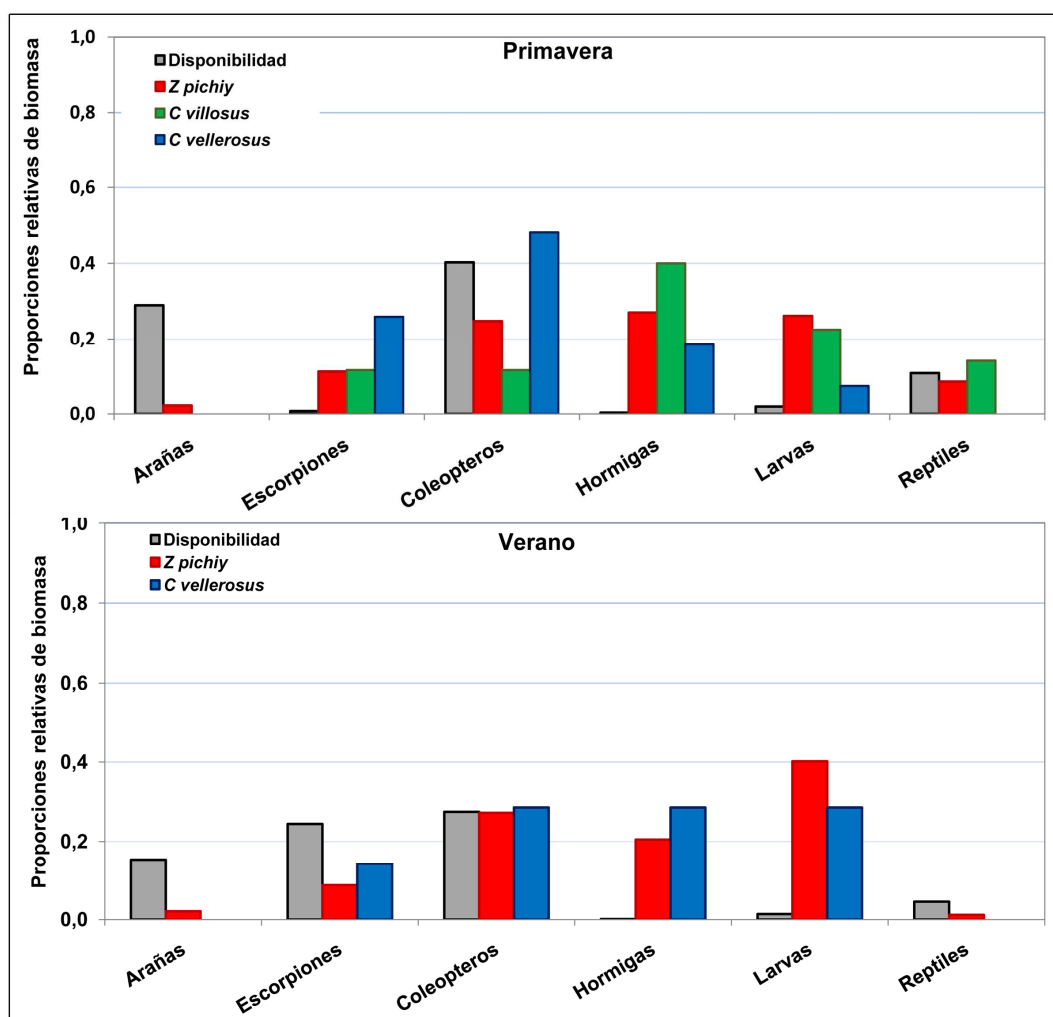 Proporciones relativas de biomasa
1,0
0,8
0,6
0,4
0,2
0,0
Primavera
Disponibilidad
Z pichiy
C villosus
C vellerosus
Arañas
Escorpiones
Coleopteros
Hormigas
Larvas
Reptiles
Proporciones relativas de biomasa
1,0
0,8
0,6
0,4
0,2
0,0
Verano
Disponibilidad
Z pichiy
C vellerosus
Arañas
Escorpiones
Coleopteros
Hormigas
Larvas
Reptiles